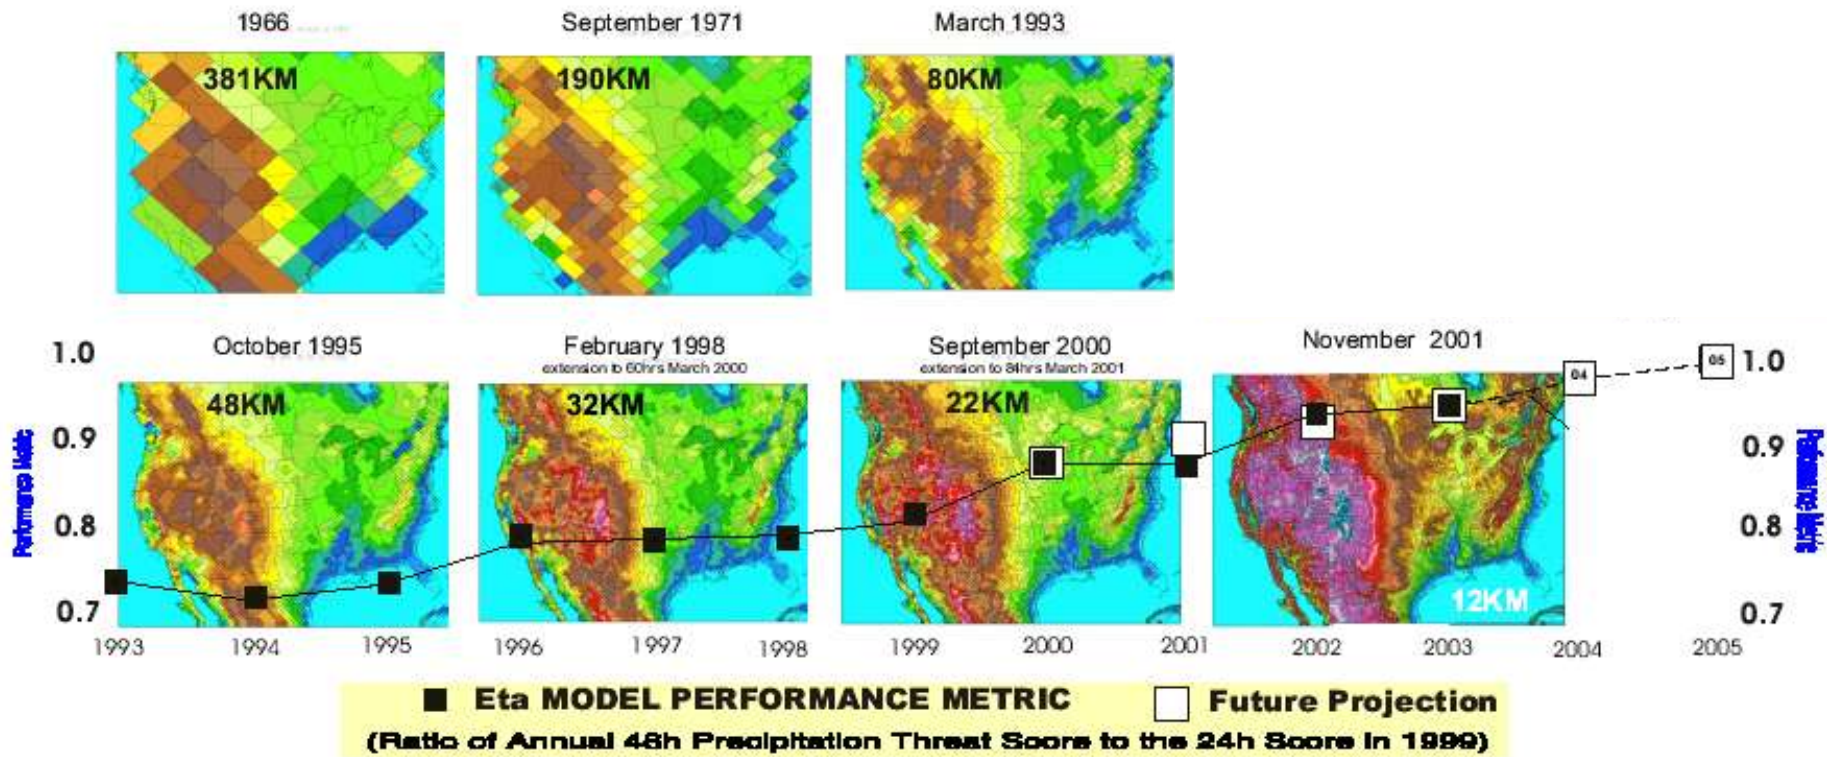 1966
September 1971
March 1993
381KM
190KM
80KM
October 1995
February 1998
extension to 60hrs March 2000
September 2000
extension to 84hrs March 2001
November 2001
48KM
32KM
22KM
12KM
1.0
0.9
0.8
0.7
Performance Metric
04
05
1.0
0.9
0.8
0.7
Performance Metric
1993
1994
1995
1996
1997
1998
1999
2000
2001
2002
2003
2004
2005
Eta MODEL PERFORMANCE METRIC
Future Projection
(Ratio of Annual 48h Precipitation Threat Score to the 24h Score in 1999)